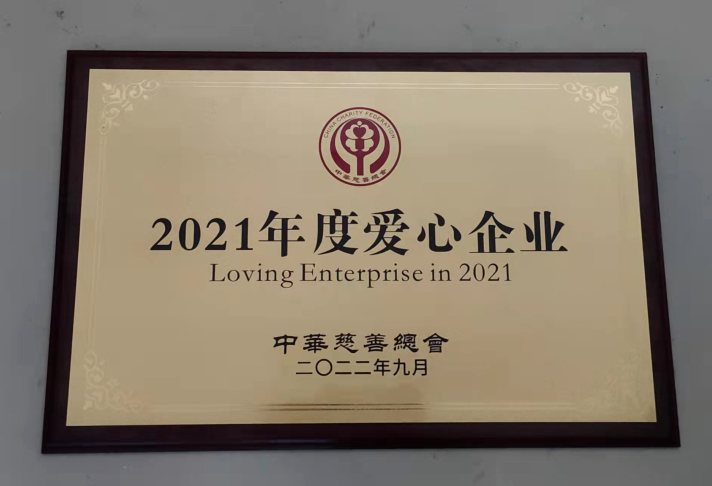 CHINA CHARITY FEDERATION
中華慈善總會
2021年度爱心企业
Loving Enterprise in 2021
中華慈善總會
二〇二二年九月